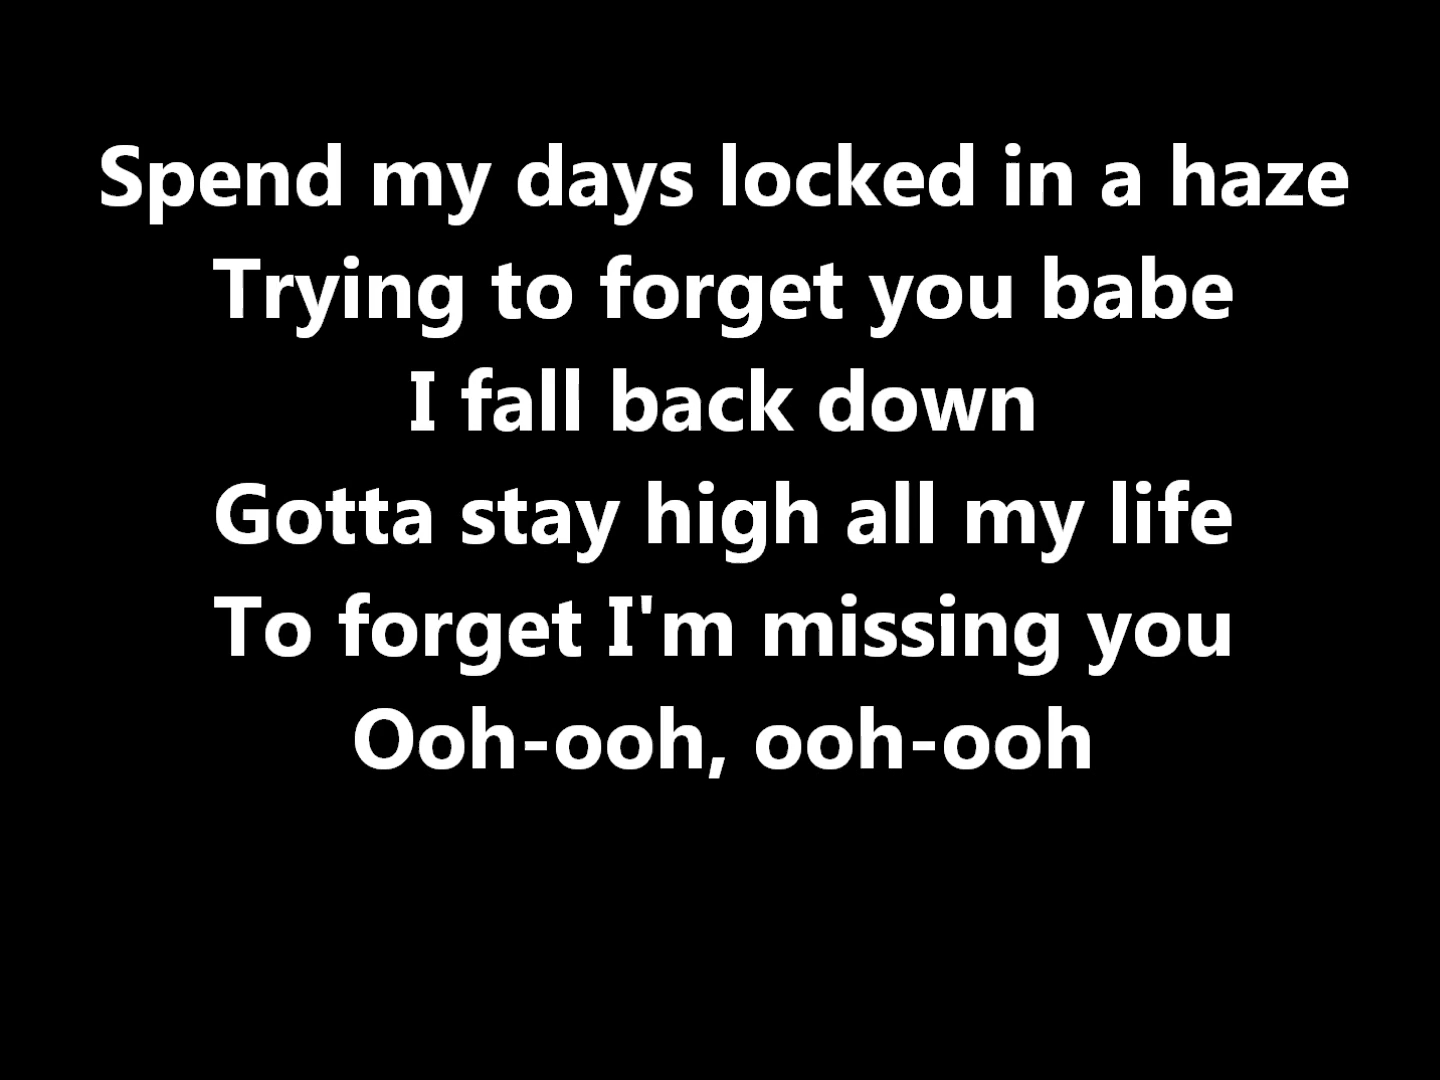 Spend my days locked in a haze
Trying to forget you babe
I fall back down
Gotta stay high all my life
To forget I'm missing you
Ooh-ooh, ooh-ooh